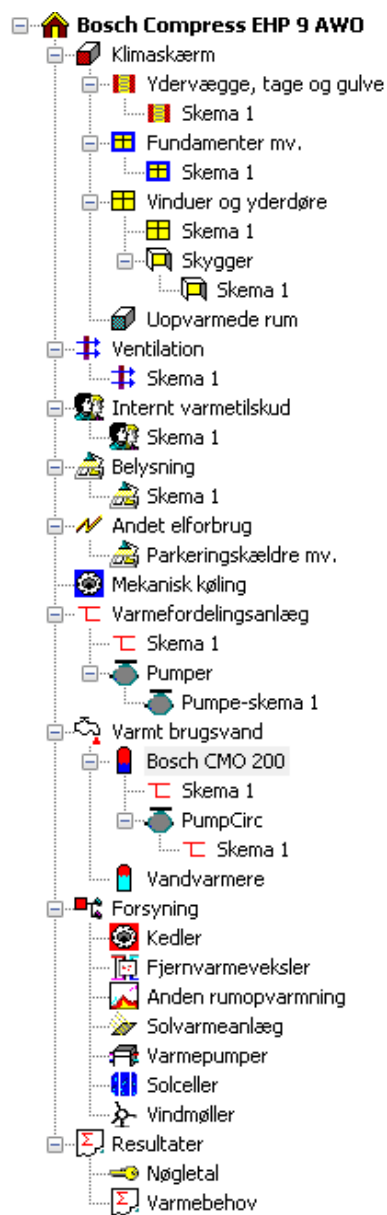 Bosch Compress EHP 9 AWO
Klimaskærm
Ydervægge, tage og gulve
Skema 1
Fundamenter mv.
Skema 1
Vinduer og yderdøre
Skema 1
Skygger
Skema 1
Uopvarmede rum
Ventilation
Skema 1
Internt varmetilskud
Skema 1
Belysning
Skema 1
Andet elforbrug
Parkeringskældre mv.
Mekanisk køling
Varmefordelingsanlæg
Skema 1
Pumper
Pumpe-skema 1
Varmt brugsvand
Bosch CMO 200
Skema 1
PumpCirc
Skema 1
Vandvarmere
Forsyning
Kedler
Fjernvarmeveksler
Anden rumopvarmning
Solvarmeanlæg
Varmepumper
Solceller
Vindmøller
Resultater
Nøgletal
Varmebehov